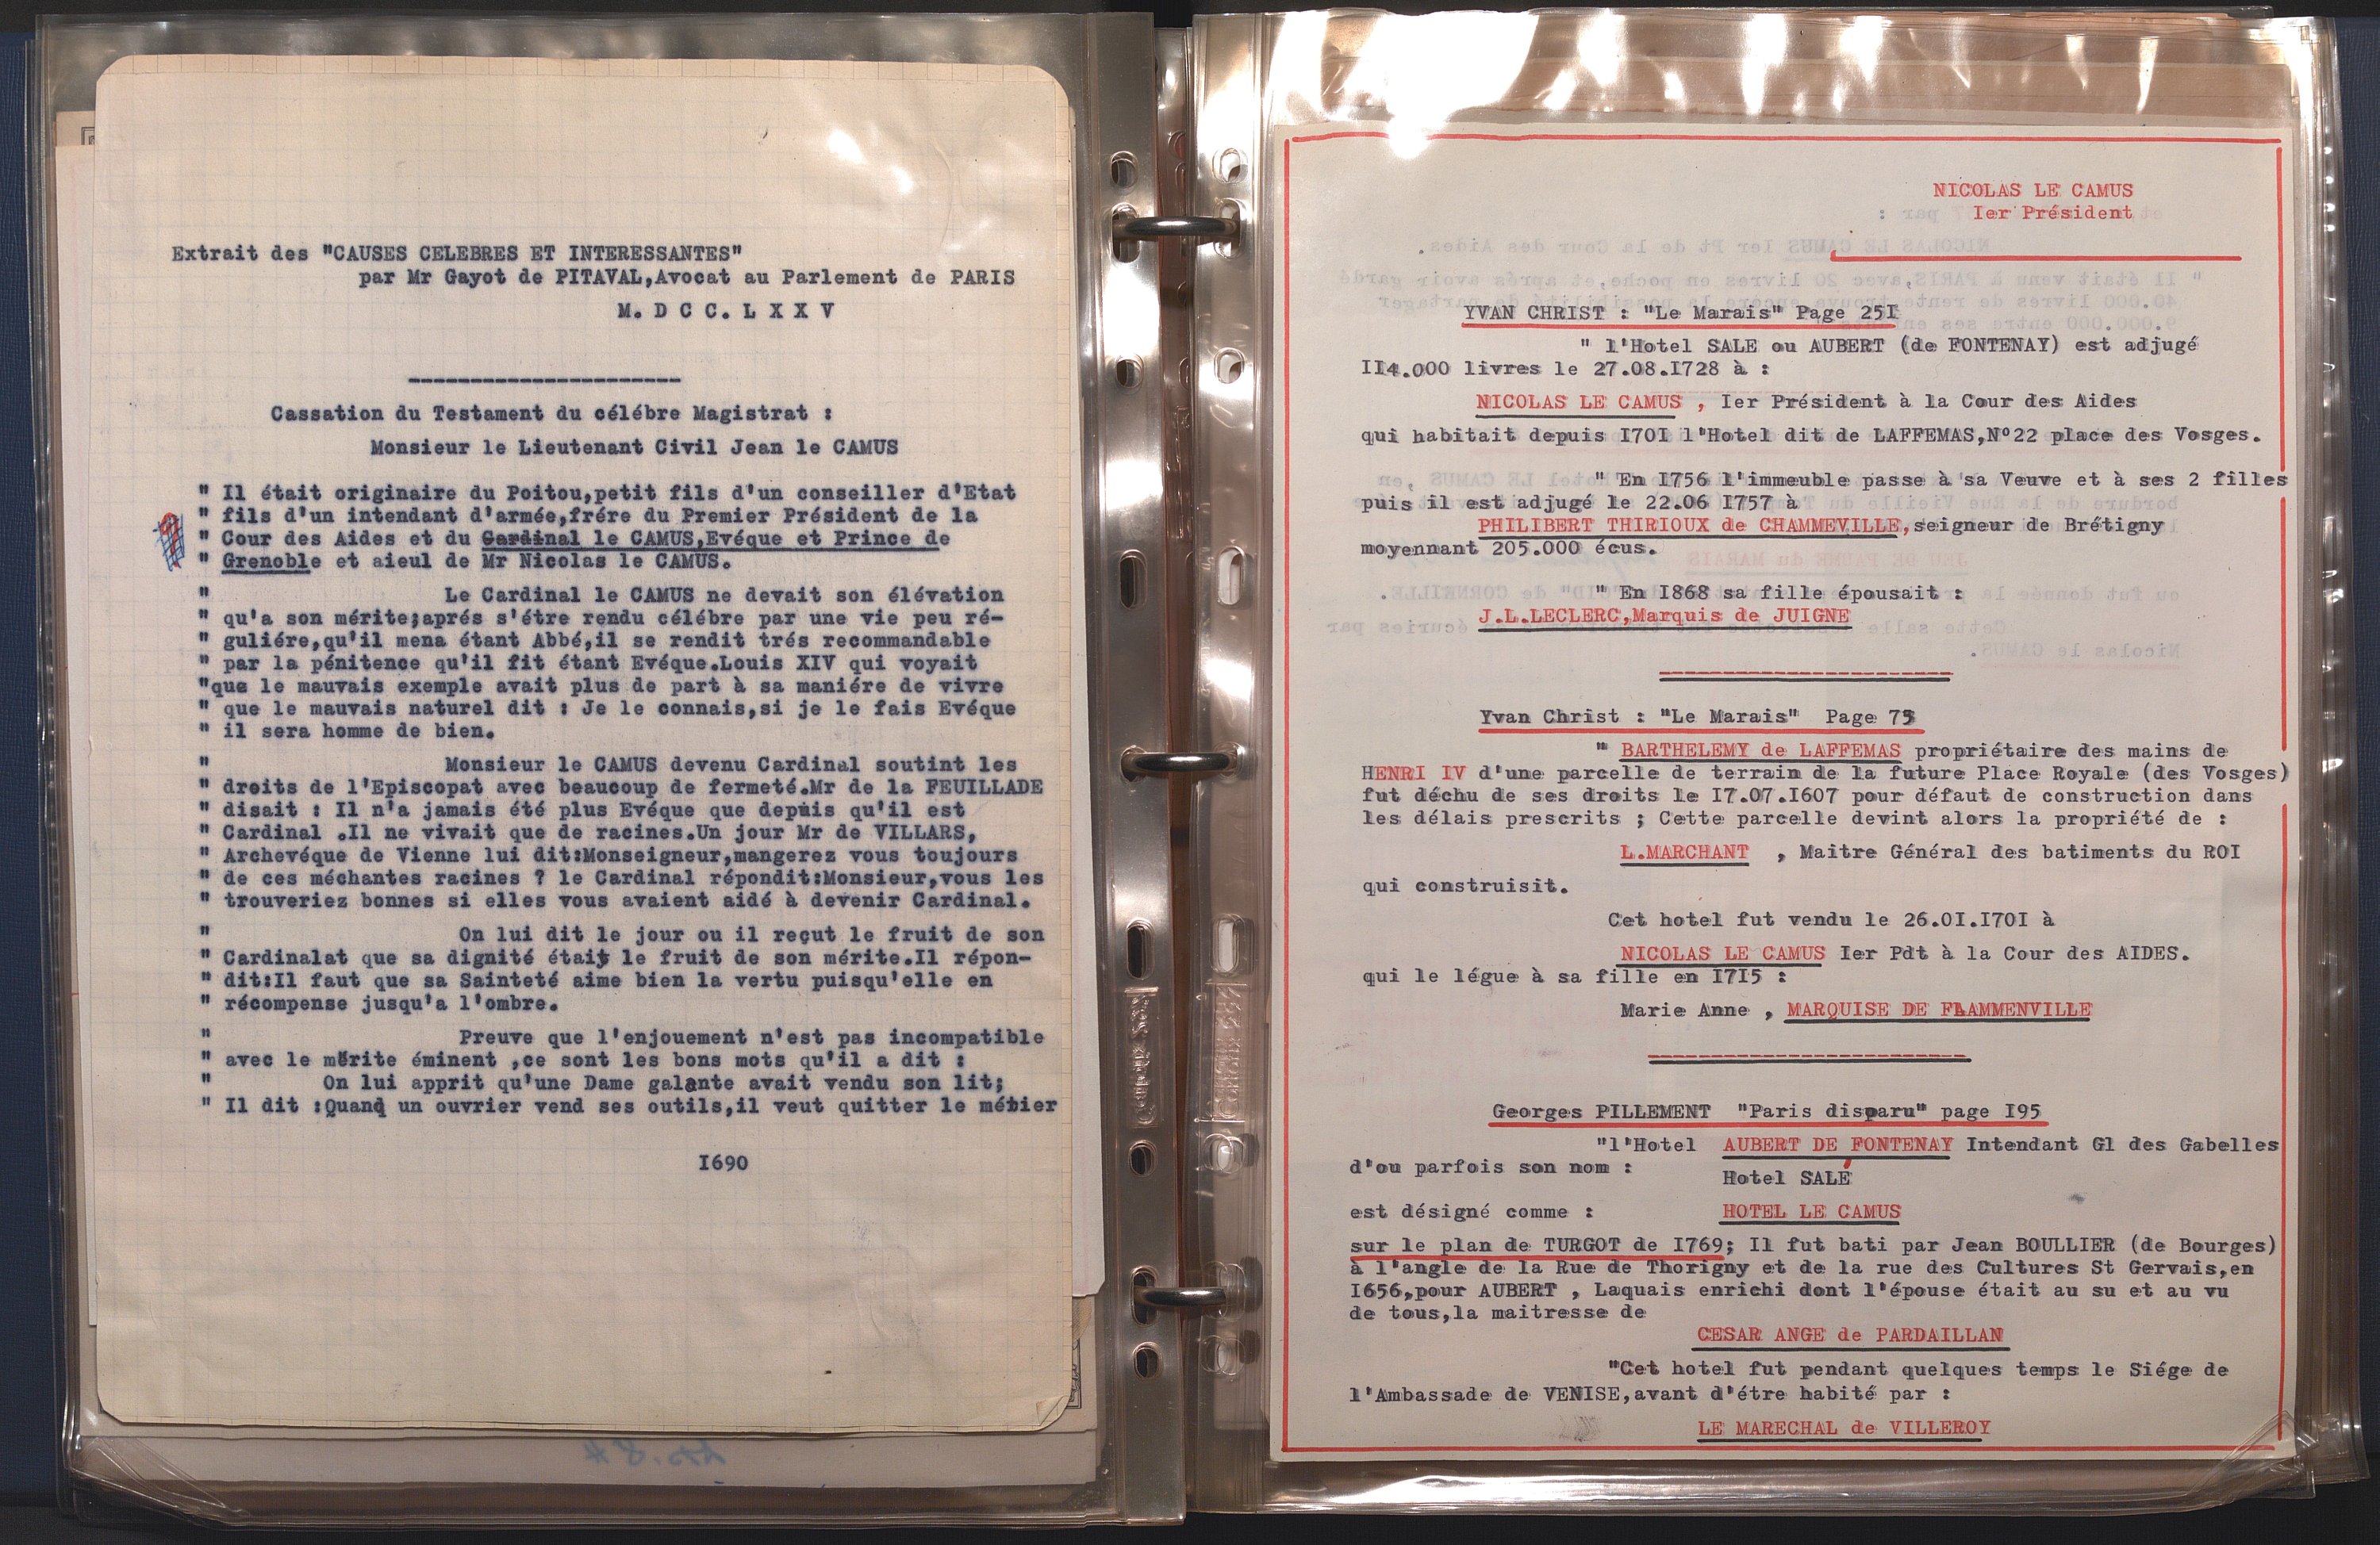 Extrait des "CAUSES CELEBRES ET INTERESSANTES"
par Mr Gayot de PITAVAL,Avocat au Parlement de PARIS
M. D C C. L X X V
Cassation du Testament du célébre Magistrat :
Monsieur le Lieutenant Civil Jean le CAMUS
" Il était originaire du Poitou,petit fils d'un conseiller d'Etat
" fils d'un intendant d'armée,frére du Premier Président de la
" Cour des Aides et du Cardinal le CAMUS,Evéque et Prince de
" Grenoble et aieul de Mr Nicolas le CAMUS.
" Le Cardinal le CAMUS ne devait son élévation
" qu'a son mérite;aprés s'étre rendu célébre par une vie peu ré-
" guliére,qu'il mena étant Abbé,il se rendit trés recommandable
" par la pénitence qu'il fit étant Evéque.Louis XIV qui voyait
"que le mauvais exemple avait plus de part à sa maniére de vivre
" que le mauvais naturel dit : Je le connais,si je le fais Evéque
" il sera homme de bien.
" Monsieur le CAMUS devenu Cardinal soutint les
" droits de l'Episcopat avec beaucoup de fermeté.Mr de la FEUILLADE
" disait : Il n'a jamais été plus Evéque que depuis qu'il est
" Cardinal .Il ne vivait que de racines.Un jour Mr de VILLARS,
" Archevéque de Vienne lui dit:Monseigneur,mangerez vous toujours
" de ces méchantes racines ? le Cardinal répondit:Monsieur,vous les
" trouveriez bonnes si elles vous avaient aidé à devenir Cardinal.
" On lui dit le jour ou il reçut le fruit de son
" Cardinalat que sa dignité était le fruit de son mérite.Il répon-
" dit:Il faut que sa Sainteté aime bien la vertu puisqu'elle en
" récompense jusqu'a l'ombre.
" Preuve que l'enjouement n'est pas incompatible
" avec le mérite éminent ,ce sont les bons mots qu'il a dit :
" On lui apprit qu'une Dame galante avait vendu son lit;
" Il dit :Quand un ouvrier vend ses outils,il veut quitter le métier
I690
NICOLAS LE CAMUS
Ier Président
YVAN CHRIST : "Le Marais" Page 25I
" l'Hotel SALE ou AUBERT (de FONTENAY) est adjugé
II4.000 livres le 27.08.I728 à :
NICOLAS LE CAMUS , Ier Président à la Cour des Aides
qui habitait depuis I70I l'Hotel dit de LAFFEMAS,N°22 place des Vosges.
" En I756 l'immeuble passe à sa Veuve et à ses 2 filles
puis il est adjugé le 22.06 I757 à
PHILIBERT THIRIOUX de CHAMMEVILLE,seigneur de Brétigny
moyennant 205.000 écus.
" En I868 sa fille épousait :
J.L.LECLERC,Marquis de JUIGNE
Yvan Christ : "Le Marais" Page 75
" BARTHELEMY de LAFFEMAS propriétaire des mains de
HENRI IV d'une parcelle de terrain de la future Place Royale (des Vosges)
fut déchu de ses droits le I7.07.I607 pour défaut de construction dans
les délais prescrits ; Cette parcelle devint alors la propriété de :
L.MARCHANT , Maitre Général des batiments du ROI
qui construisit.
Cet hotel fut vendu le 26.0I.I70I à
NICOLAS LE CAMUS Ier Pdt à la Cour des AIDES.
qui le légue à sa fille en I7I5 :
Marie Anne , MARQUISE DE FLAMMENVILLE
Georges PILLEMENT "Paris disparu" page I95
"l'Hotel AUBERT DE FONTENAY Intendant Gl des Gabelles
d'ou parfois son nom :
Hotel SALÉ
est désigné comme : HOTEL LE CAMUS
sur le plan de TURGOT de I769; Il fut bati par Jean BOULLIER (de Bourges)
à l'angle de la Rue de Thorigny et de la rue des Cultures St Gervais,en
I656,pour AUBERT , Laquais enrichi dont l'épouse était au su et au vu
de tous,la maitresse de
CESAR ANGE de PARDAILLAN
"Cet hotel fut pendant quelques temps le Siége de
l'Ambassade de VENISE,avant d'étre habité par :
LE MARECHAL de VILLEROY